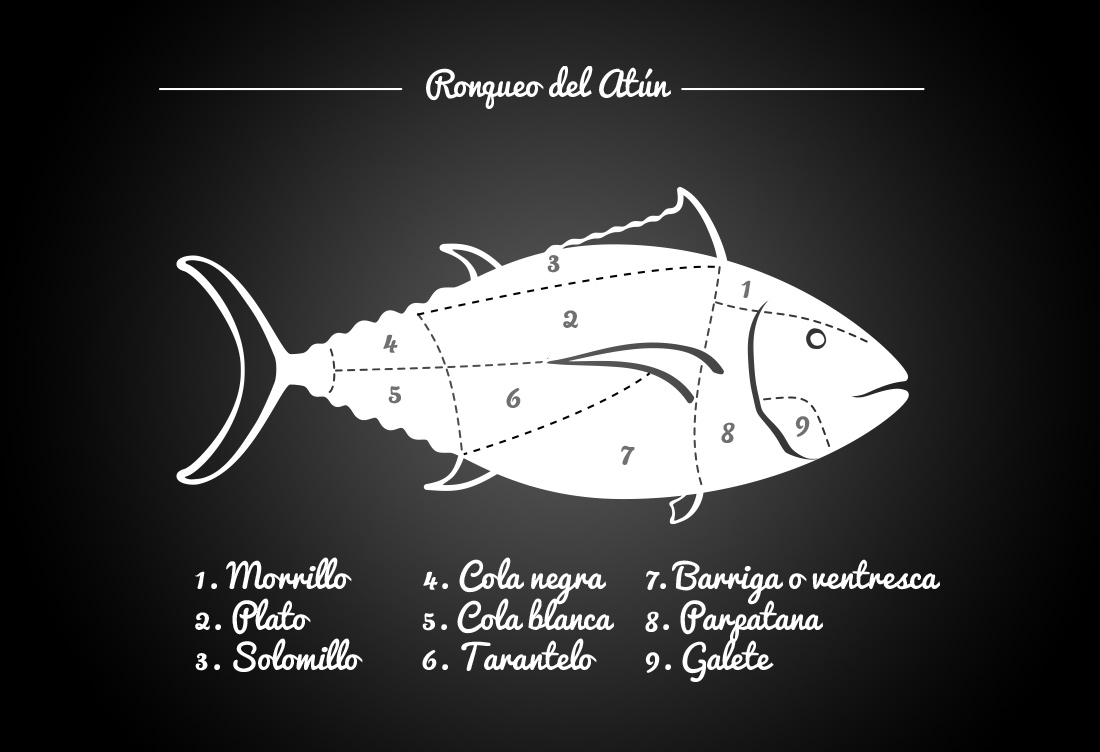 Ronqueo del Atún
3
1
2
4
5
6
7
8
9
1. Morrillo
2. Plato
3. Solomillo
4. Cola negra
5. Cola blanca
6. Tarantelo
7. Barriga o ventresca
8. Parpatana
9. Galete